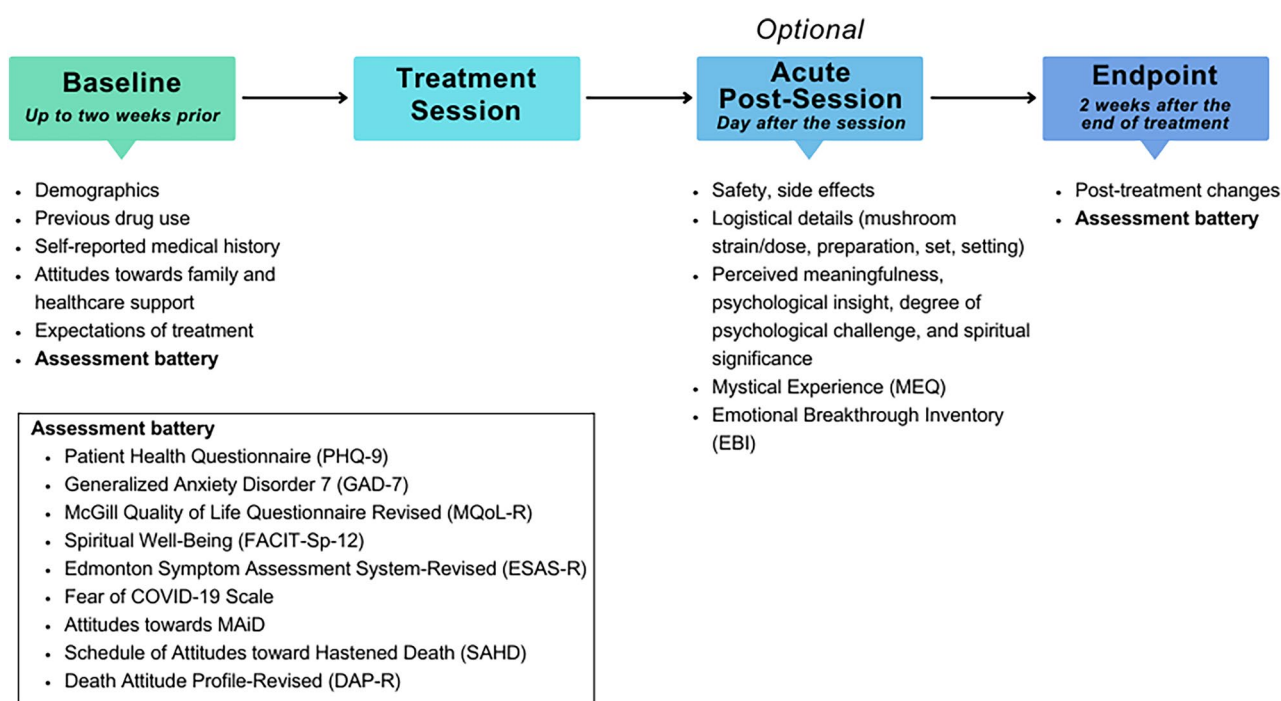 Optional
Baseline
Up to two weeks prior
Treatment
Session
Acute
Post-Session
Day after the session
Endpoint
2 weeks after the
end of treatment
• Demographics
• Previous drug use
• Self-reported medical history
• Attitudes towards family and
healthcare support
• Expectations of treatment
• Assessment battery
• Safety, side effects
• Logistical details (mushroom
strain/dose, preparation, set, setting)
• Perceived meaningfulness,
psychological insight, degree of
psychological challenge, and spiritual
significance
• Mystical Experience (MEQ)
• Emotional Breakthrough Inventory
(EBI)
• Post-treatment changes
• Assessment battery
Assessment battery
• Patient Health Questionnaire (PHQ-9)
• Generalized Anxiety Disorder 7 (GAD-7)
• McGill Quality of Life Questionnaire Revised (MQoL-R)
• Spiritual Well-Being (FACIT-Sp-12)
• Edmonton Symptom Assessment System-Revised (ESAS-R)
• Fear of COVID-19 Scale
• Attitudes towards MAiD
• Schedule of Attitudes toward Hastened Death (SAHD)
• Death Attitude Profile-Revised (DAP-R)